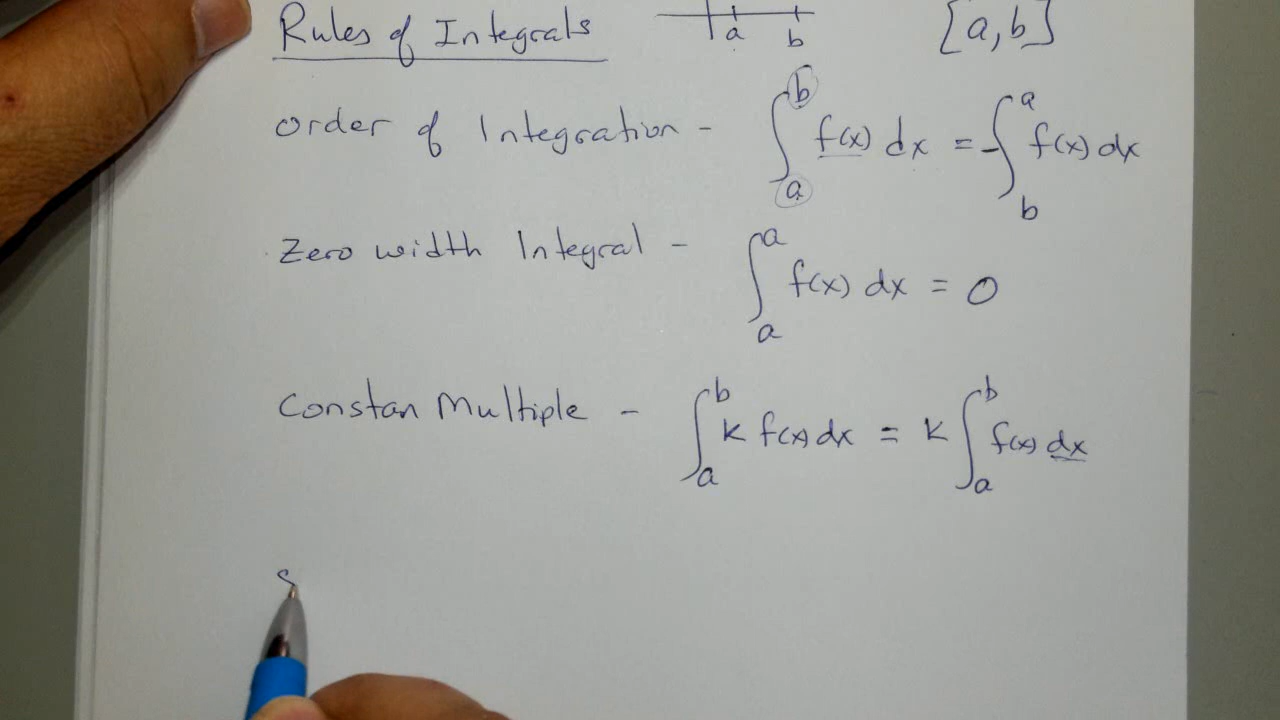 Rules of Integrals a b [a,b]
Order of Integration - ∫_a^b f(x) dx = -∫_b^a f(x) dx
Zero width Integral - ∫_a^a f(x) dx = 0
Constan Multiple - ∫_a^b k f(x) dx = k ∫_a^b f(x) dx
S